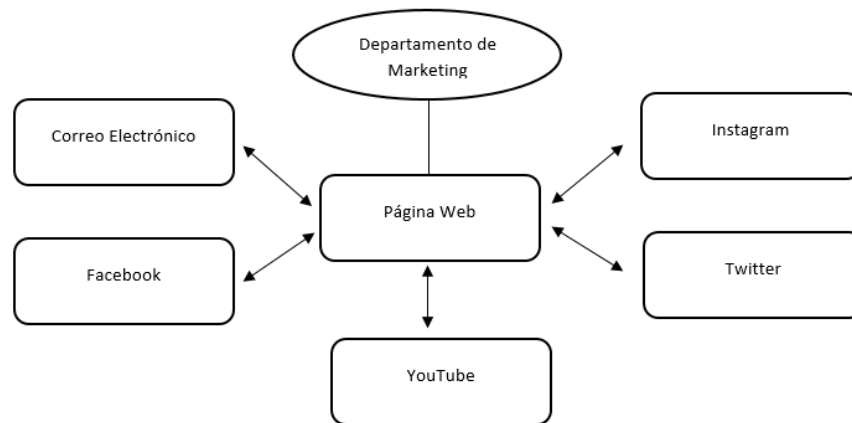 Departamento de
Marketing
Correo Electrónico
Instagram
Página Web
Facebook
Twitter
YouTube